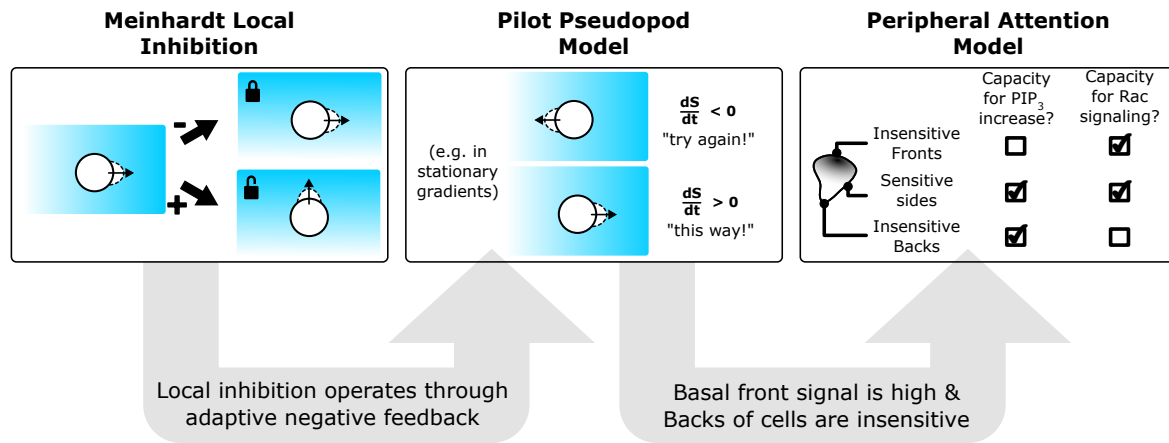 Meinhardt Local
Inhibition
-
+
Pilot Pseudopod
Model
(e.g. in
stationary
gradients)
dS
dt < 0
"try again!"
dS
dt > 0
"this way!"
Peripheral Attention
Model
Capacity
for PIP₃
increase?
Capacity
for Rac
signaling?
Insensitive
Fronts
Sensitive
sides
Insensitive
Backs
Local inhibition operates through
adaptive negative feedback
Basal front signal is high &
Backs of cells are insensitive